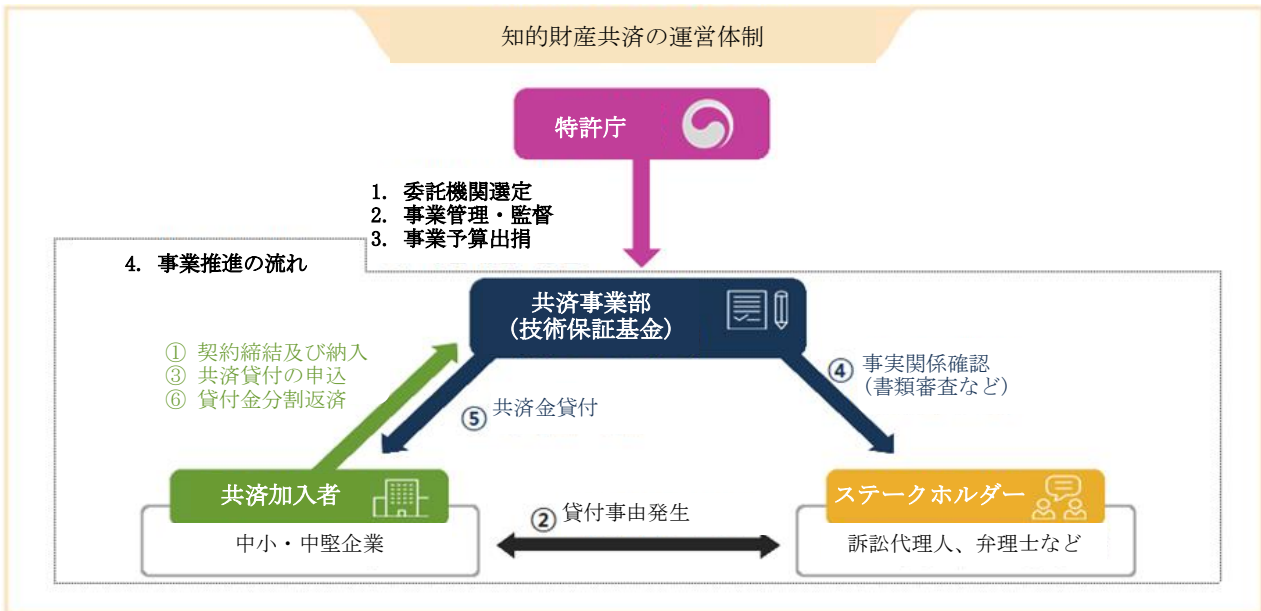 知的財産共済の運営体制
特許庁
1. 委託機関選定
2. 事業管理・監督
3. 事業予算出捐
4. 事業推進の流れ
共済事業部
(技術保証基金)
① 契約締結及び納入
③ 共済貸付の申込
⑥ 貸付金分割返済
⑤ 共済金貸付
④ 事実関係確認
(書類審査など)
共済加入者
中小・中堅企業
② 貸付事由発生
ステークホルダー
訴訟代理人、弁理士など